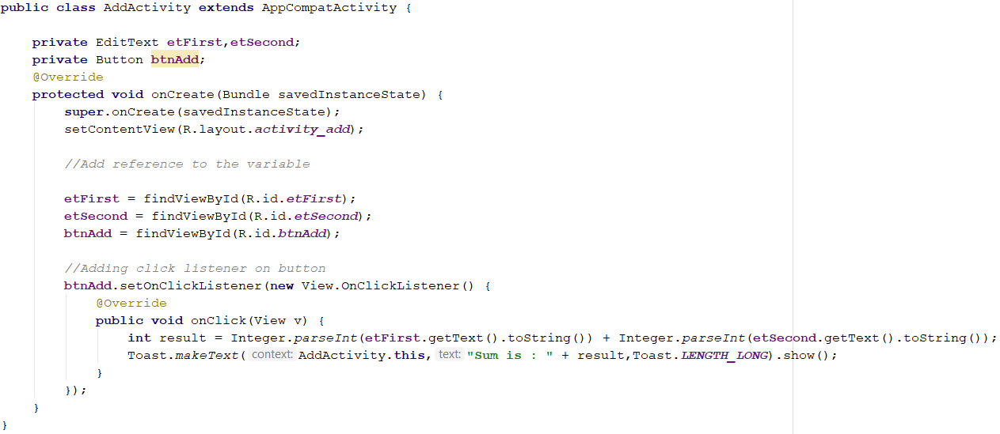 public class AddActivity extends AppCompatActivity {
private EditText etFirst,etSecond;
private Button btnAdd;
@Override
protected void onCreate(Bundle savedInstanceState) {
super.onCreate(savedInstanceState);
setContentView(R.layout.activity_add);
//Add reference to the variable
etFirst = findViewById(R.id.etFirst);
etSecond = findViewById(R.id.etSecond);
btnAdd = findViewById(R.id.btnAdd);
//Adding click listener on button
btnAdd.setOnClickListener(new View.OnClickListener() {
@Override
public void onClick(View v) {
int result = Integer.parseInt(etFirst.getText().toString()) + Integer.parseInt(etSecond.getText().toString());
Toast.makeText( context: AddActivity.this, text: "Sum is : " + result,Toast.LENGTH_LONG).show();
}
});
}
}